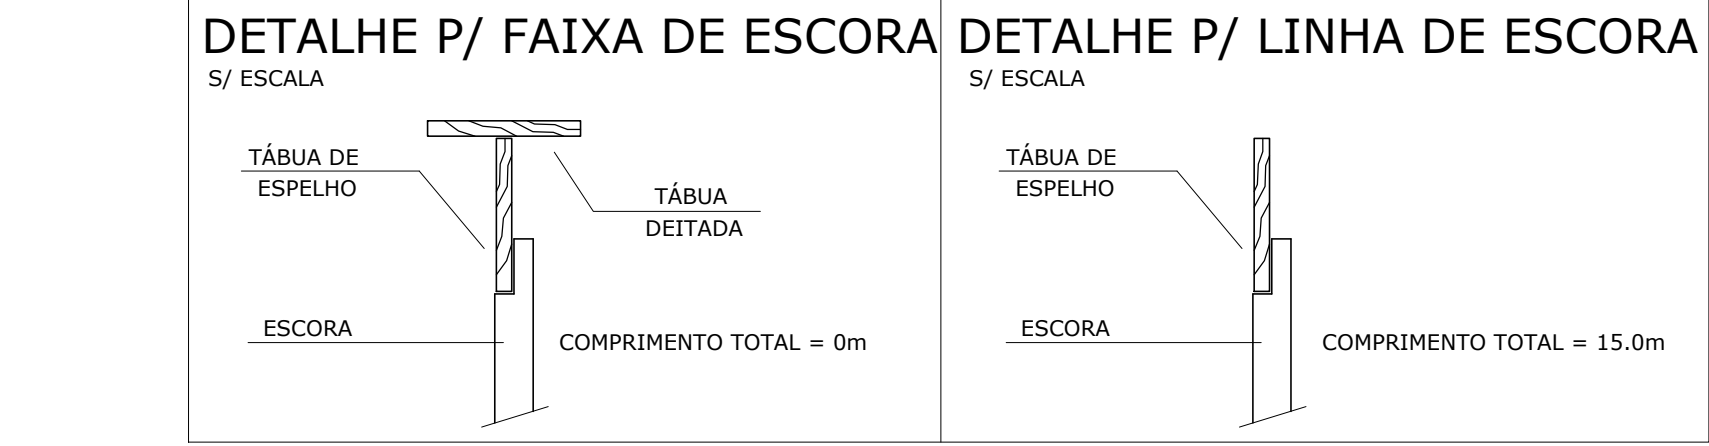 DETALHE P/ FAIXA DE ESCORA
S/ ESCALA
TÁBUA DE
ESPELHO
TÁBUA
DEITADA
ESCORA
COMPRIMENTO TOTAL = 0m
DETALHE P/ LINHA DE ESCORA
S/ ESCALA
TÁBUA DE
ESPELHO
ESCORA
COMPRIMENTO TOTAL = 15.0m